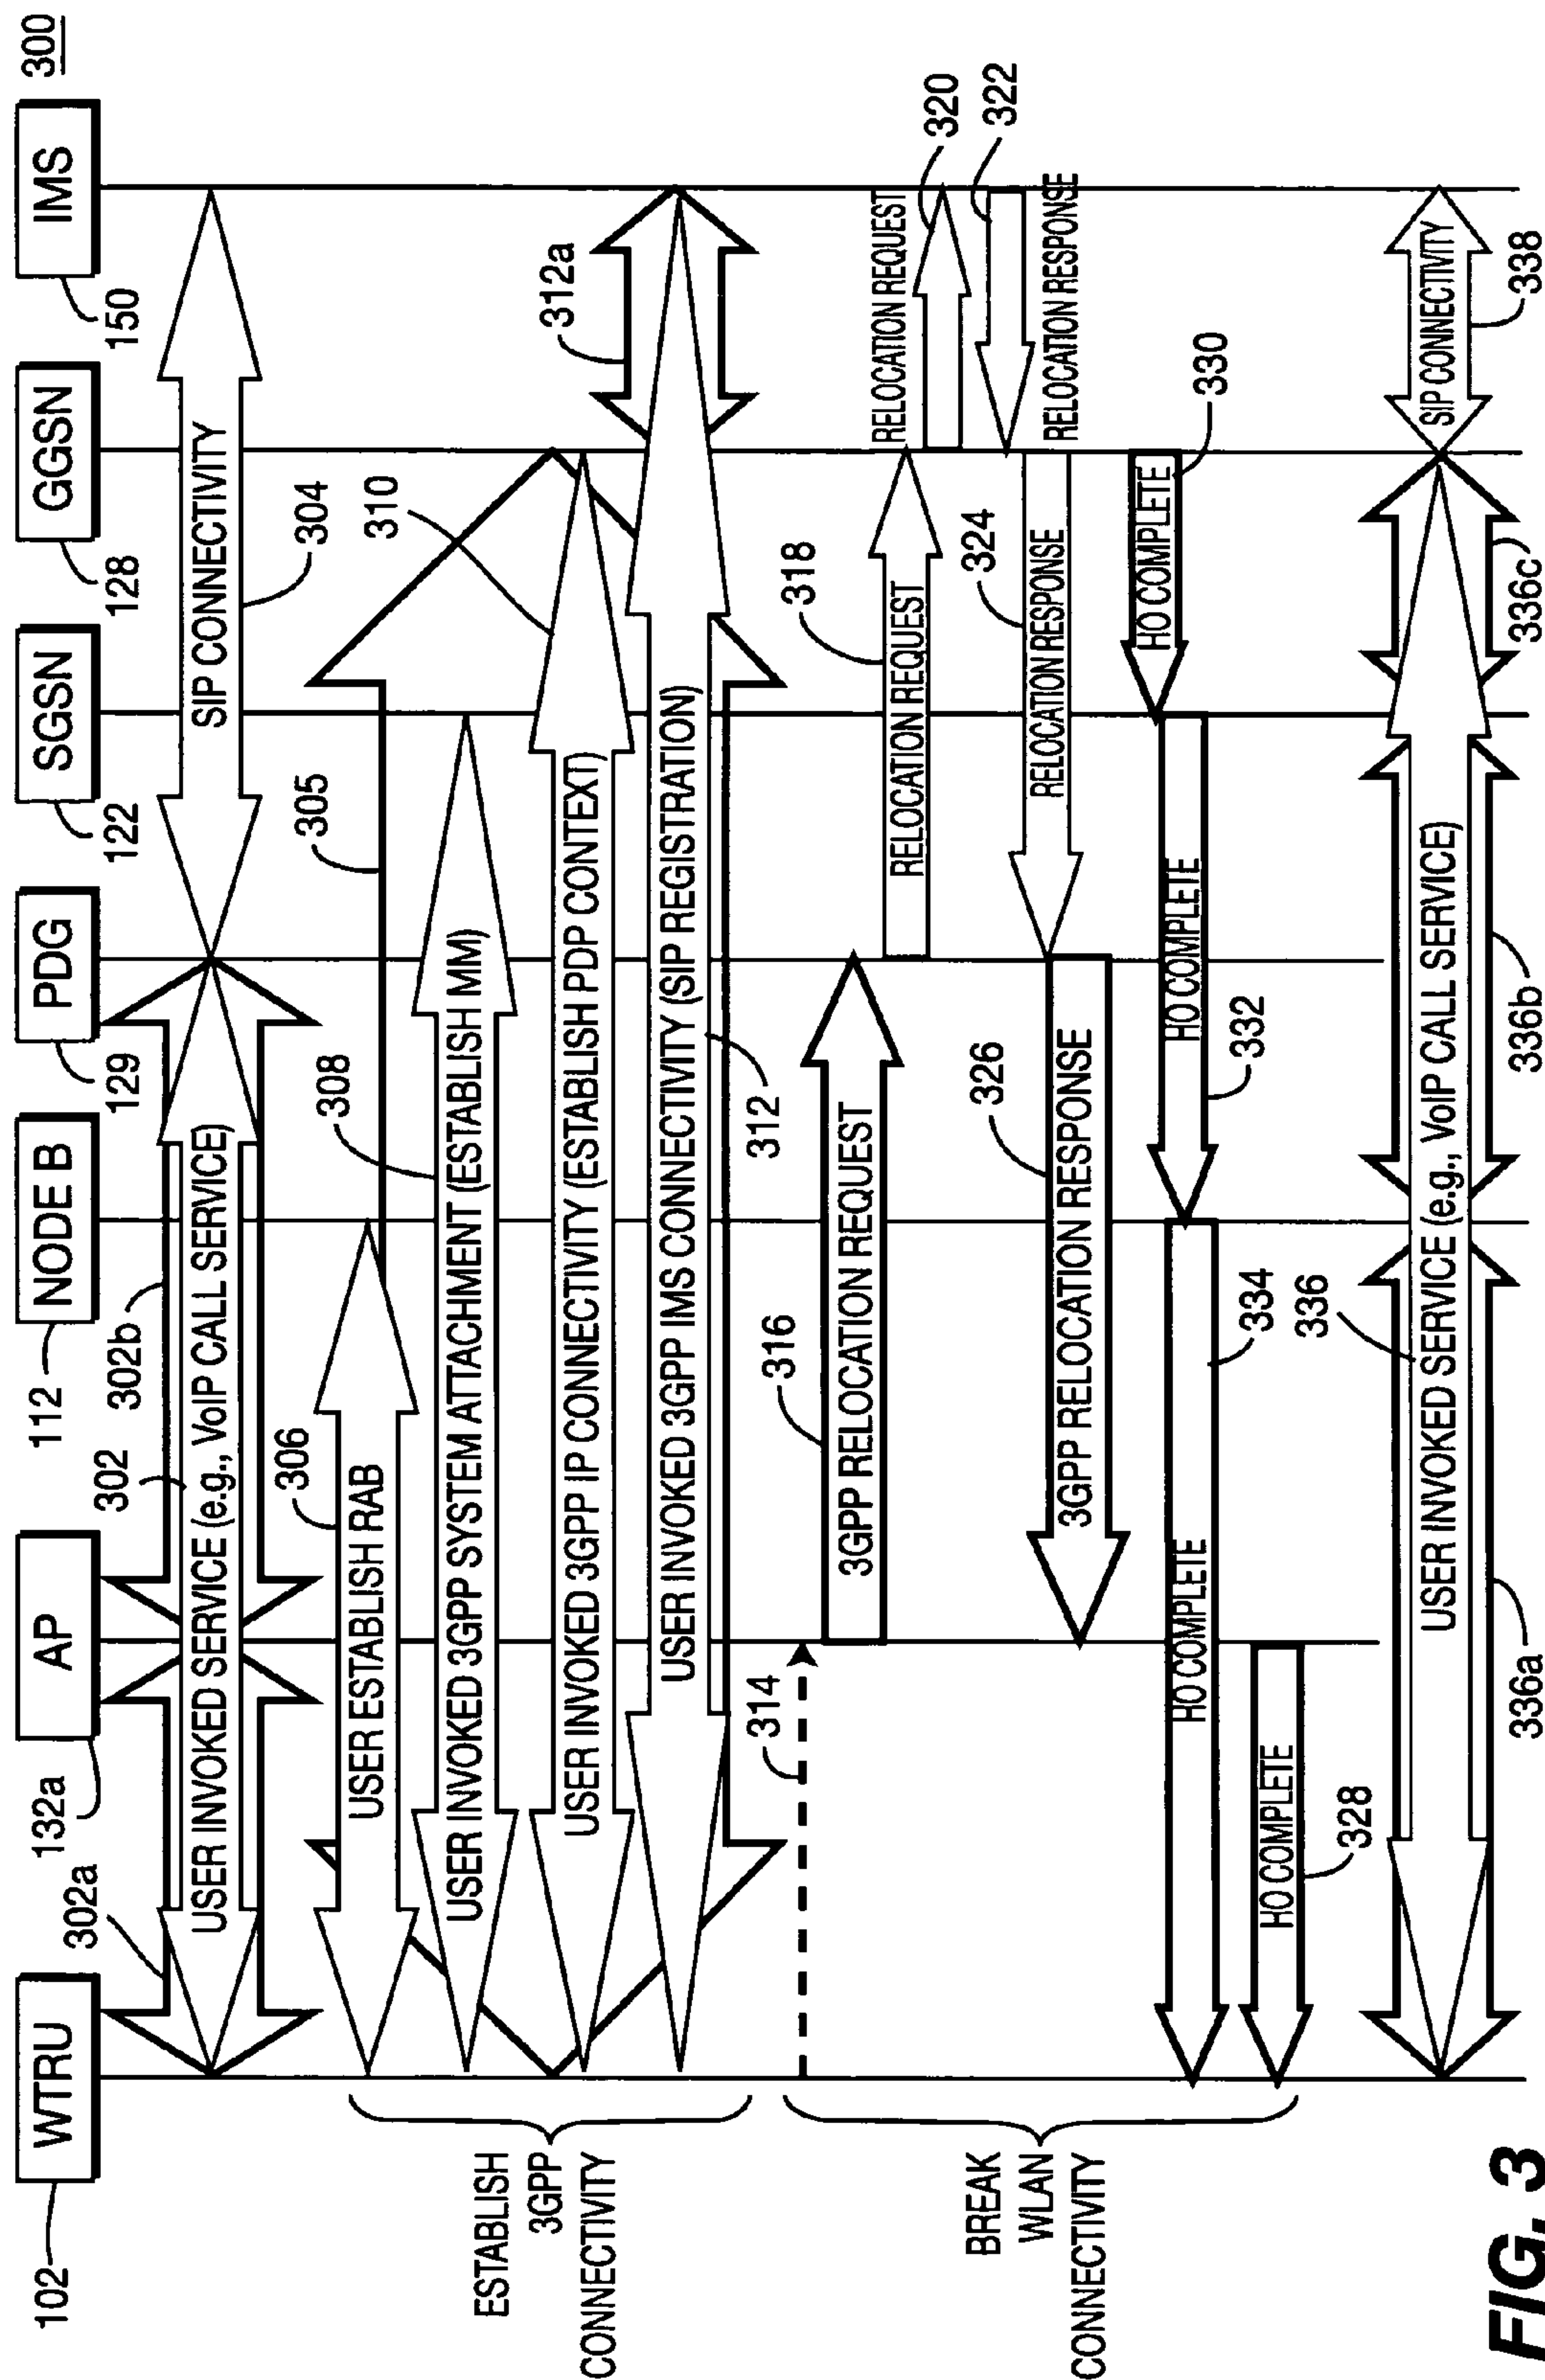 300
WTRU
AP
NODE B
PDG
SGSN
GGSN
IMS
102
132a
112
129
122
128
150
302a
302
302b
USER INVOKED SERVICE (e.g., VoIP CALL SERVICE)
SIP CONNECTIVITY
304
305
306
USER ESTABLISH RAB
308
USER INVOKED 3GPP SYSTEM ATTACHMENT (ESTABLISH MM)
310
USER INVOKED 3GPP IP CONNECTIVITY (ESTABLISH PDP CONTEXT)
312a
USER INVOKED 3GPP IMS CONNECTIVITY (SIP REGISTRATION)
312
ESTABLISH
3GPP
CONNECTIVITY
314
316
3GPP RELOCATION REQUEST
318
RELOCATION REQUEST
RELOCATION REQUEST
320
322
RELOCATION RESPONSE
324
RELOCATION RESPONSE
326
3GPP RELOCATION RESPONSE
330
HO COMPLETE
HO COMPLETE
332
HO COMPLETE
334
HO COMPLETE
328
BREAK
WLAN
CONNECTIVITY
336
USER INVOKED SERVICE (e.g., VoIP CALL SERVICE)
SIP CONNECTIVITY
338
336a
336b
336c
FIG. 3